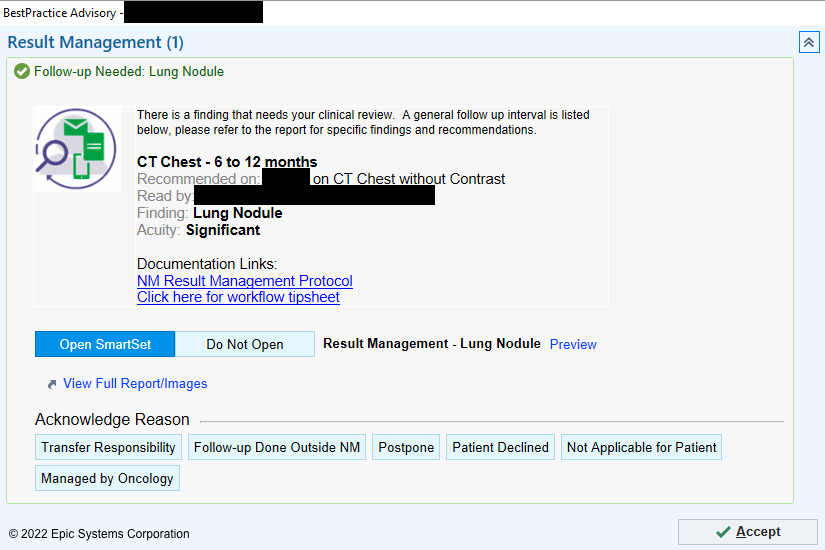 BestPractice Advisory -
Result Management (1)
Follow-up Needed: Lung Nodule
There is a finding that needs your clinical review.  A general follow up interval is listed
below, please refer to the report for specific findings and recommendations.
CT Chest - 6 to 12 months
Recommended on: on CT Chest without Contrast
Read by:
Finding: Lung Nodule
Acuity: Significant
Documentation Links:
NM Result Management Protocol
Click here for workflow tipsheet
Open SmartSet Do Not Open Result Management - Lung Nodule Preview
View Full Report/Images
Acknowledge Reason
Transfer Responsibility Follow-up Done Outside NM Postpone Patient Declined Not Applicable for Patient
Managed by Oncology
© 2022 Epic Systems Corporation
Accept